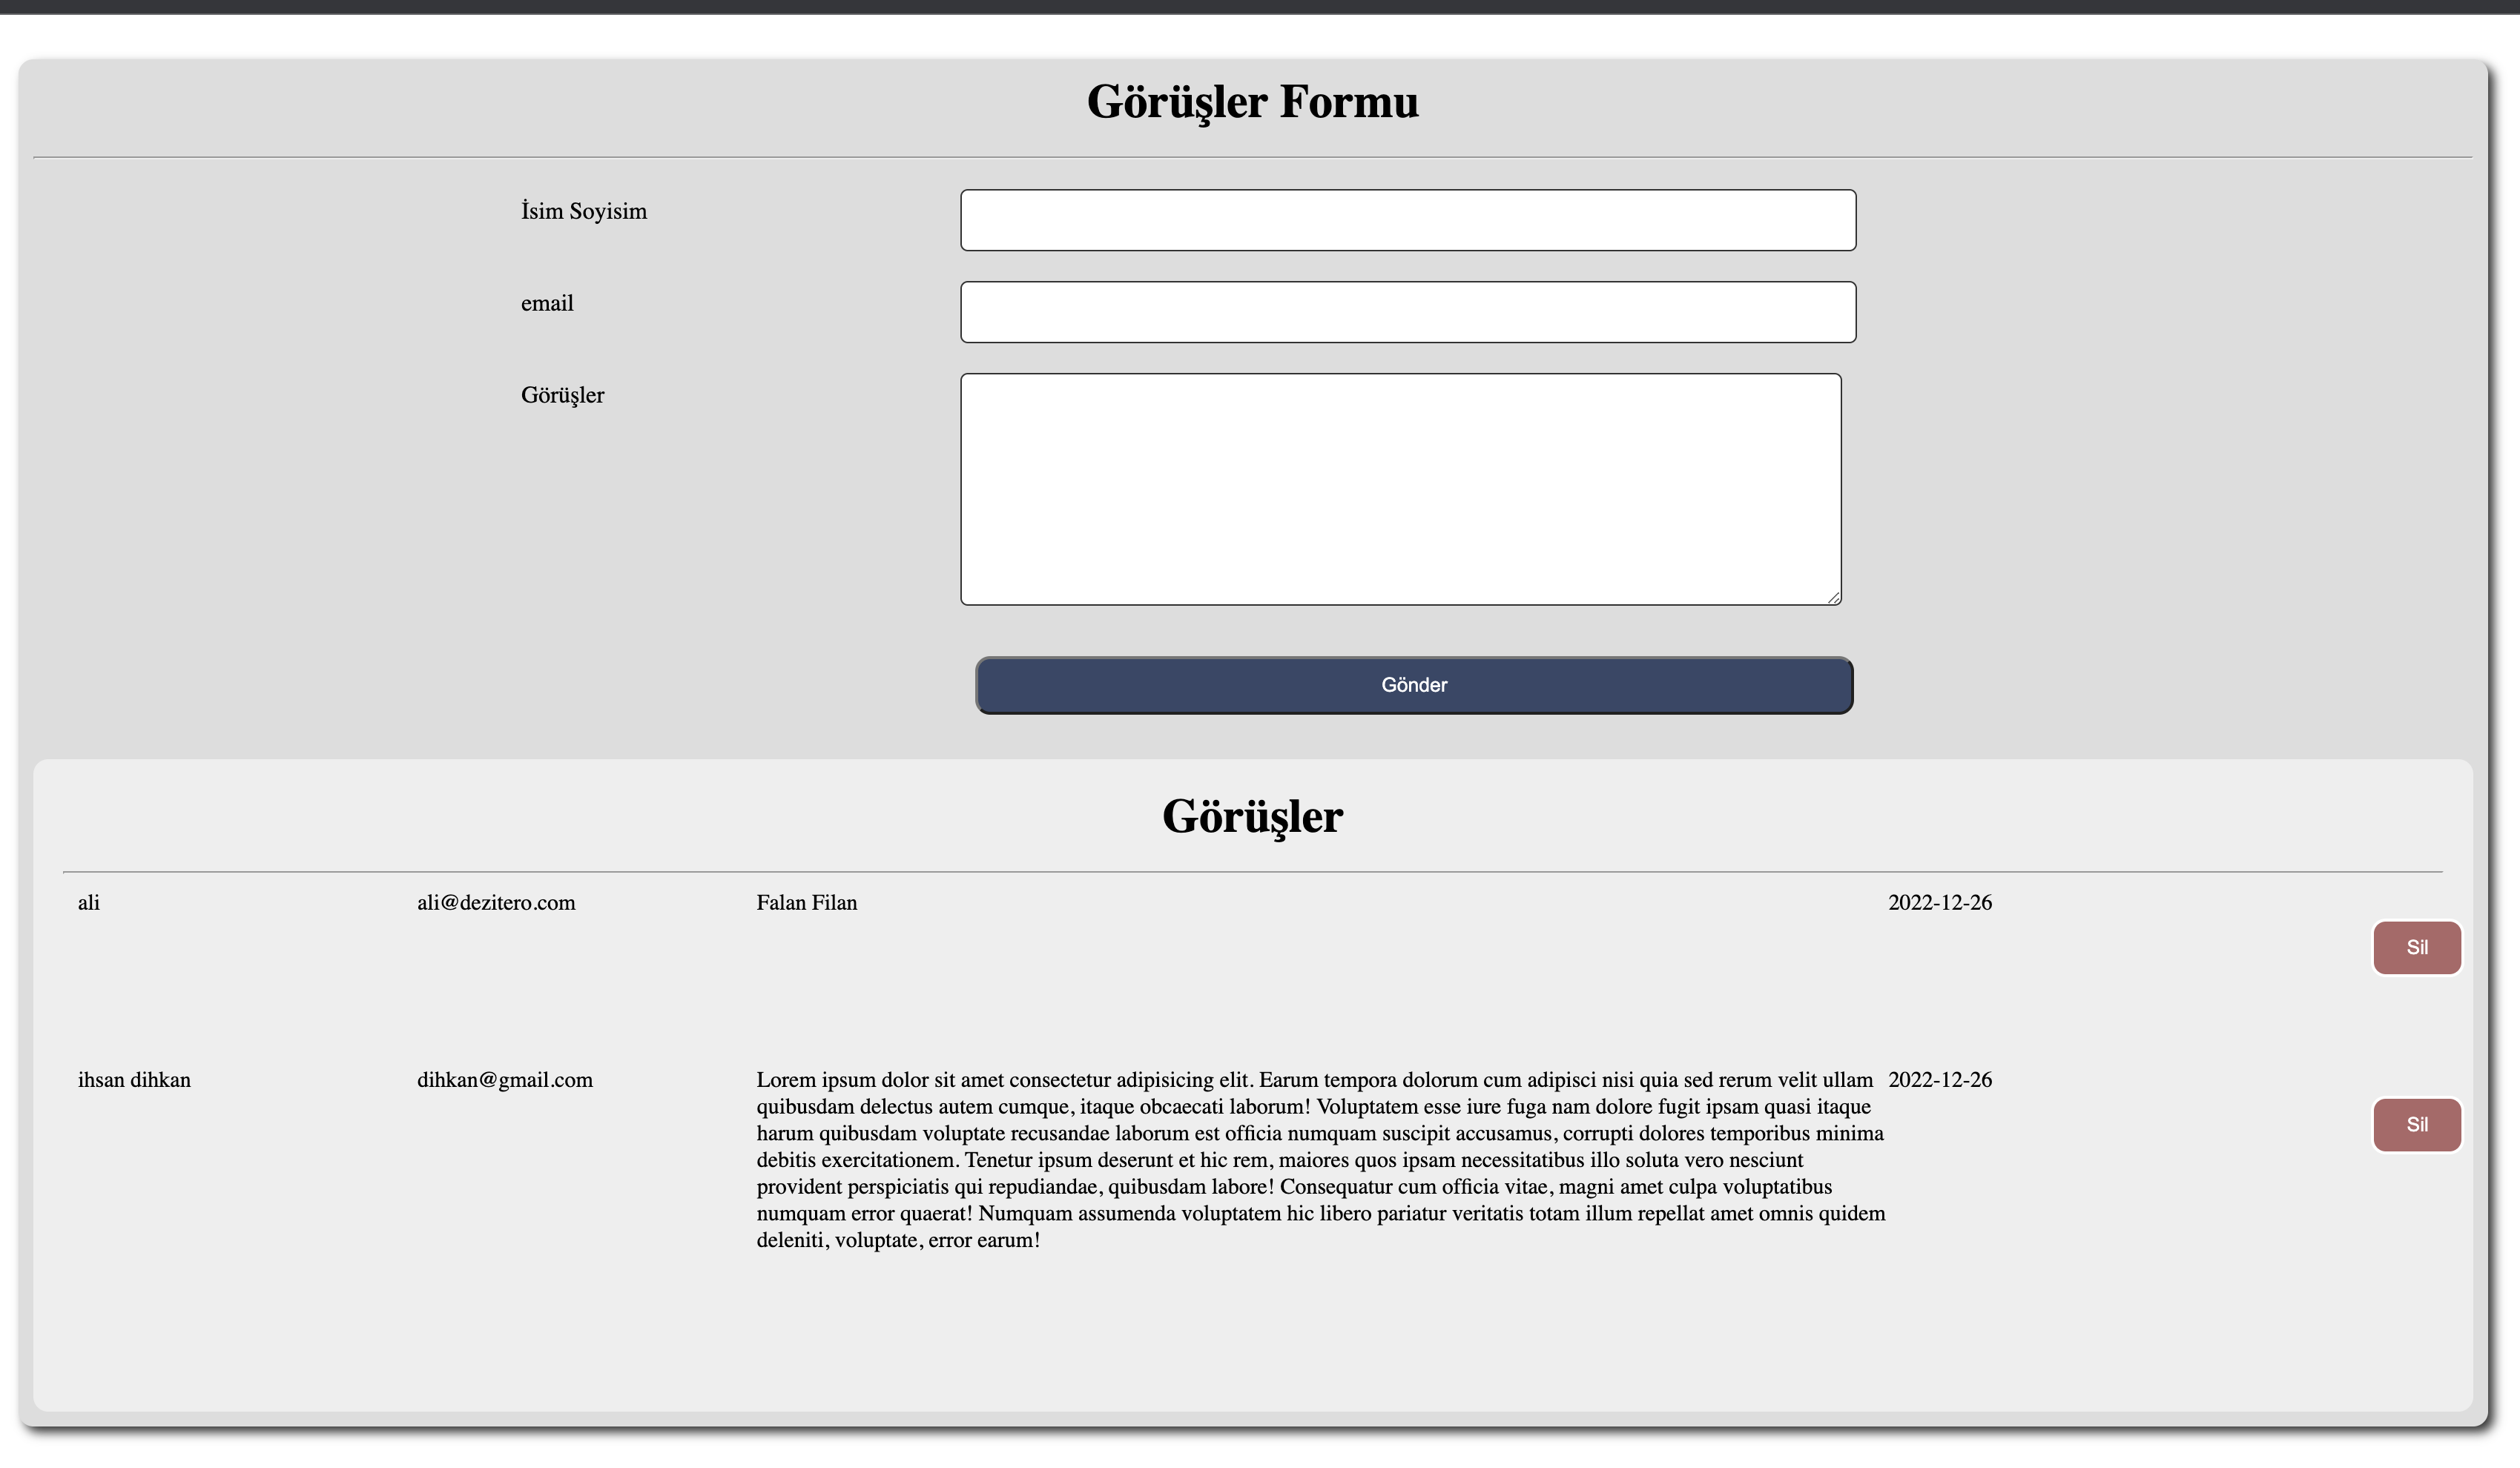 Görüşler Formu
İsim Soyisim
email
Görüşler
Gönder
Görüşler
ali ali@dezitero.com Falan Filan 2022-12-26
Sil
ihsan dihkan dihkan@gmail.com Lorem ipsum dolor sit amet consectetur adipisicing elit. Earum tempora dolorum cum adipisci nisi quia sed rerum velit ullam 2022-12-26
quibusdam delectus autem cumque, itaque obcaecati laborum! Voluptatem esse iure fuga nam dolore fugit ipsam quasi itaque
Sil
harum quibusdam voluptate recusandae laborum est officia numquam suscipit accusamus, corrupti dolores temporibus minima
debitis exercitationem. Tenetur ipsum deserunt et hic rem, maiores quos ipsam necessitatibus illo soluta vero nesciunt
provident perspiciatis qui repudiandae, quibusdam labore! Consequatur cum officia vitae, magni amet culpa voluptatibus
numquam error quaerat! Numquam assumenda voluptatem hic libero pariatur veritatis totam illum repellat amet omnis quidem
deleniti, voluptate, error earum!